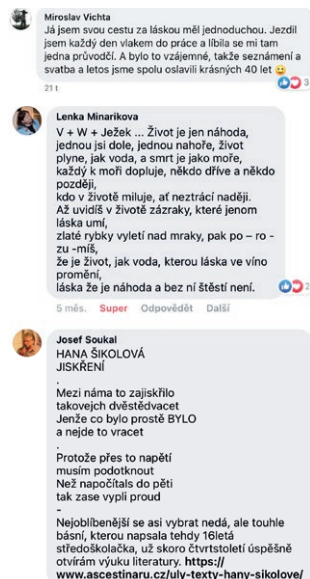 Miroslav Vichta
Já jsem svou cestu za láskou měl jednoduchou. Jezdil
jsem každý den vlakem do práce a líbila se mi tam
jedna průvodčí. A bylo to vzájemné, takže seznámení a
svatba a letos jsme spolu oslavili krásných 40 let 😄
3
21 t
Lenka Minarikova
V + W + Ježek ... Život je jen náhoda,
jednou jsi dole, jednou nahoře, život
plyne, jak voda, a smrt je jako moře,
každý k moři dopluje, někdo dříve a někdo
později,
kdo v životě miluje, ať neztrácí naději.
Až uvidíš v životě zázraky, které jenom
láska umí,
zlaté rybky vyletí nad mraky, pak po – ro -
zu -míš,
že je život, jak voda, kterou láska ve víno
promění,
láska že je náhoda a bez ní štěstí není.
2
5 měs. Super Odpovědět Další
Josef Soukal
HANA ŠIKOLOVÁ
JISKŘENÍ
.
Mezi náma to zajiskřilo
takovejch dvěstědvacet
Jenže co bylo prostě BYLO
a nejde to vracet
.
Protože přes to napětí
musím podotknout
Než napočítals do pěti
tak zase vypli proud
-
Nejoblíbenější se asi vybrat nedá, ale touhle
básní, kterou napsala tehdy 16letá
středoškolačka, už skoro čtvrtstoletí úspěšně
otvírám výuku literatury. https://
www.ascestinaru.cz/uly-texty-hany-sikolove/